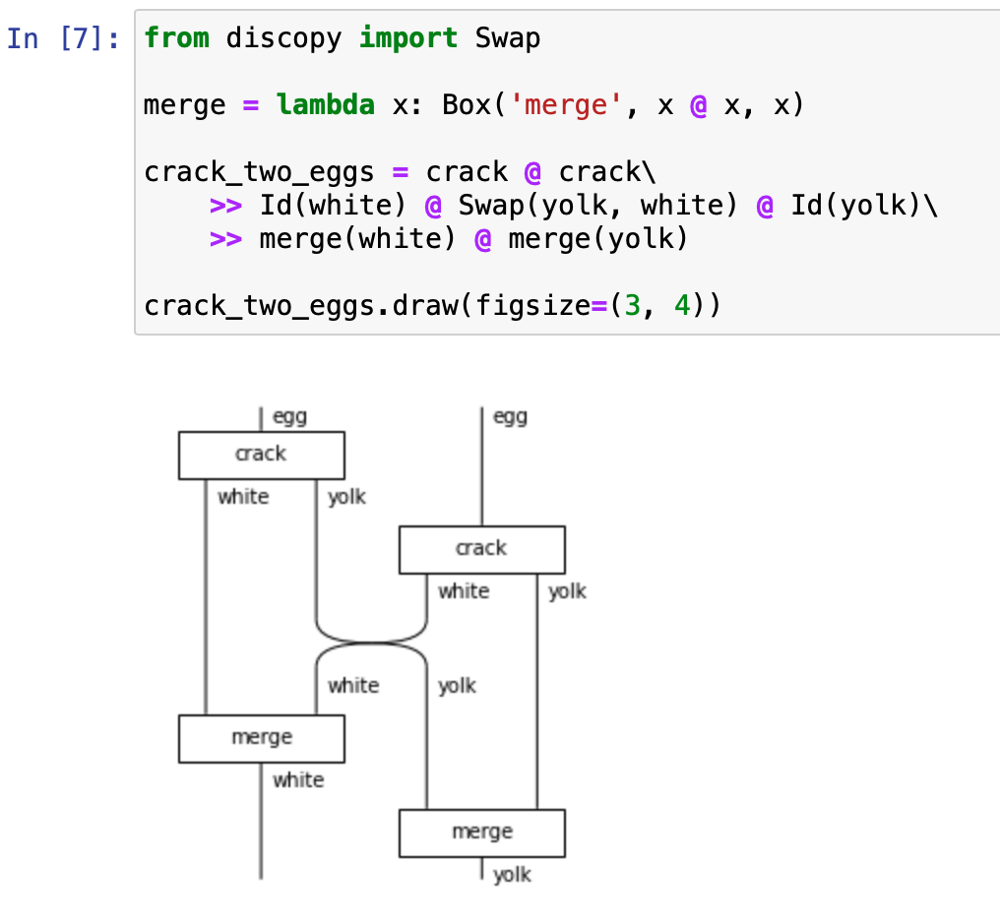 In [7]: from discopy import Swap
merge = lambda x: Box('merge', x @ x, x)
crack_two_eggs = crack @ crack\
>> Id(white) @ Swap(yolk, white) @ Id(yolk)\
>> merge(white) @ merge(yolk)
crack_two_eggs.draw(figsize=(3, 4))
egg egg
crack
white yolk
crack
white yolk
white yolk
merge
white
merge
yolk